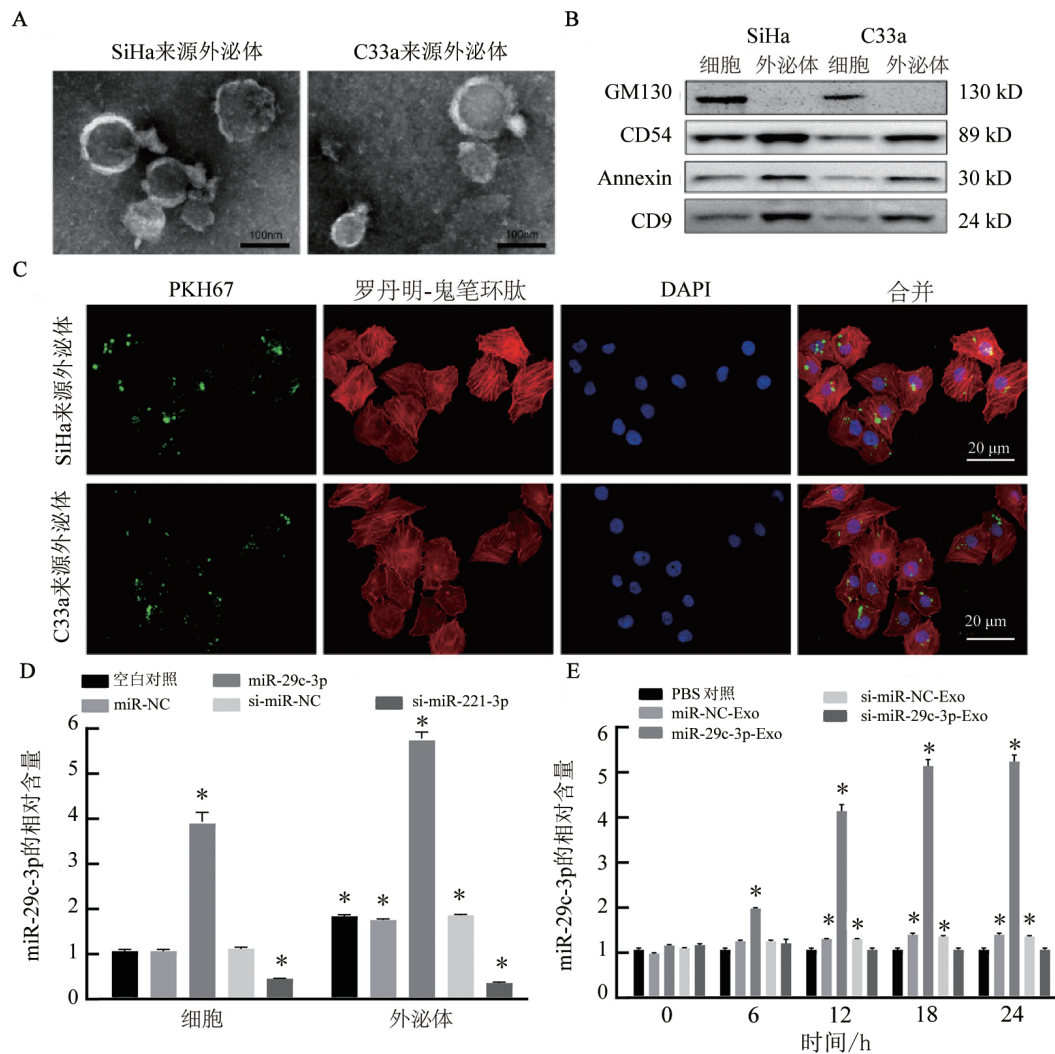 A
SiHa来源外泌体
C33a来源外泌体
100nm
100nm
B
SiHa
C33a
细胞
外泌体
细胞
外泌体
GM130
130 kD
CD54
89 kD
Annexin
30 kD
CD9
24 kD
C
PKH67
罗丹明-鬼笔环肽
DAPI
合并
SiHa来源外泌体
20 μm
C33a来源外泌体
20 μm
D
空白对照
miR-29c-3p
miR-NC
si-miR-NC
si-miR-221-3p
miR-29c-3p的相对含量
6
5
4
3
2
1
0
*
*
*
*
*
*
*
细胞
外泌体
E
PBS 对照
si-miR-NC-Exo
miR-NC-Exo
si-miR-29c-3p-Exo
miR-29c-3p-Exo
miR-29c-3p的相对含量
6
5
4
3
2
1
0
*
* * *
* * *
* * *
0
6
12
18
24
时间/h